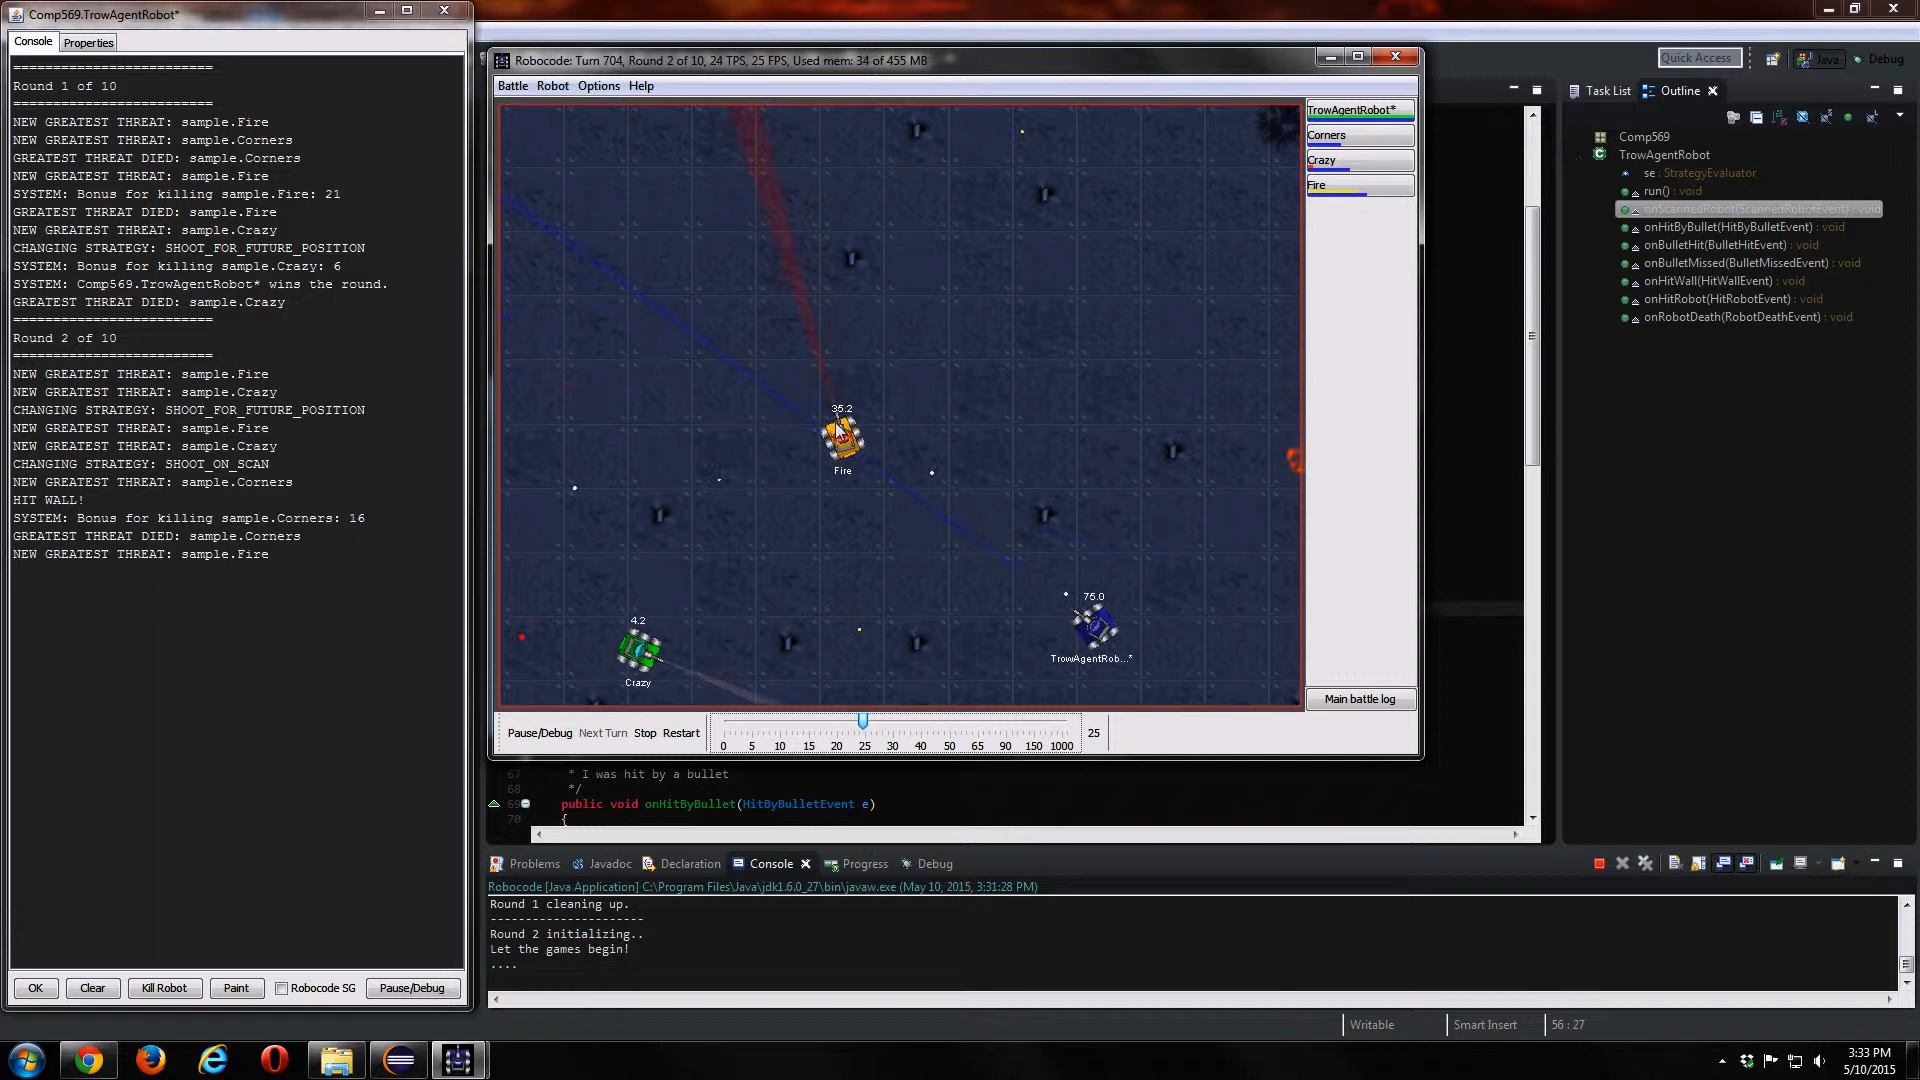 Comp569.TrowAgentRobot*
Console
Properties
=========================
Round 1 of 10
=========================
NEW GREATEST THREAT: sample.Fire
NEW GREATEST THREAT: sample.Corners
GREATEST THREAT DIED: sample.Corners
NEW GREATEST THREAT: sample.Fire
SYSTEM: Bonus for killing sample.Fire: 21
GREATEST THREAT DIED: sample.Fire
NEW GREATEST THREAT: sample.Crazy
CHANGING STRATEGY: SHOOT_FOR_FUTURE_POSITION
SYSTEM: Bonus for killing sample.Crazy: 6
SYSTEM: Comp569.TrowAgentRobot* wins the round.
GREATEST THREAT DIED: sample.Crazy
=========================
Round 2 of 10
=========================
NEW GREATEST THREAT: sample.Fire
NEW GREATEST THREAT: sample.Crazy
CHANGING STRATEGY: SHOOT_FOR_FUTURE_POSITION
NEW GREATEST THREAT: sample.Fire
NEW GREATEST THREAT: sample.Crazy
CHANGING STRATEGY: SHOOT_ON_SCAN
NEW GREATEST THREAT: sample.Corners
HIT WALL!
SYSTEM: Bonus for killing sample.Corners: 16
GREATEST THREAT DIED: sample.Corners
NEW GREATEST THREAT: sample.Fire
OK
Clear
Kill Robot
Paint
Robocode SG
Pause/Debug
Robocode: Turn 704, Round 2 of 10, 24 TPS, 25 FPS, Used mem: 34 of 455 MB
Battle Robot Options Help
35.2
Fire
4.2
Crazy
75.0
TrowAgentRob...*
TrowAgentRobot*
Corners
Crazy
Fire
Main battle log
Pause/Debug Next Turn Stop Restart
0 5 10 15 20 25 30 40 50 65 90 150 1000
25
67 * I was hit by a bullet
68 */
69 public void onHitByBullet(HitByBulletEvent e)
70 {
Problems Javadoc Declaration Console Progress Debug
Robocode [Java Application] C:\Program Files\Java\jdk1.6.0_27\bin\javaw.exe (May 10, 2015, 3:31:28 PM)
Round 1 cleaning up.
----------------------
Round 2 initializing..
Let the games begin!
....
Quick Access
Java
Debug
Task List
Outline
Comp569
TrowAgentRobot
se : StrategyEvaluator
run() : void
onScannedRobot(ScannedRobotEvent) : void
onHitByBullet(HitByBulletEvent) : void
onBulletHit(BulletHitEvent) : void
onBulletMissed(BulletMissedEvent) : void
onHitWall(HitWallEvent) : void
onHitRobot(HitRobotEvent) : void
onRobotDeath(RobotDeathEvent) : void
Writable
Smart Insert
56 : 27
3:33 PM
5/10/2015